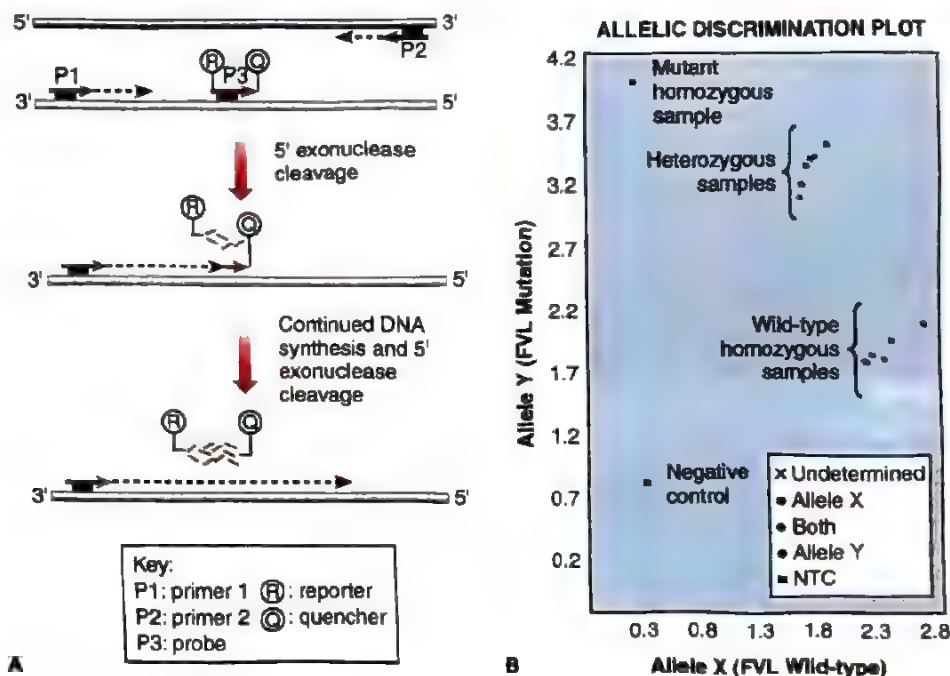 5'
3'
P2
P1
R
Q
P3
3'
5'
5' exonuclease
cleavage
R
Q
3'
5'
Continued DNA
synthesis and 5'
exonuclease
cleavage
R
Q
3'
5'
Key:
P1: primer 1 R : reporter
P2: primer 2 Q : quencher
P3: probe
A
ALLELIC DISCRIMINATION PLOT
Allele Y (FVL Mutation)
4.2
3.7
3.2
2.7
2.2
1.7
1.2
0.7
0.2
Mutant
homozygous
sample
Heterozygous
samples
Wild-type
homozygous
samples
Negative
control
× Undetermined
Allele X
Both
Allele Y
NTC
0.3 0.8 1.3 1.8 2.3 2.8
Allele X (FVL Wild-type)
B